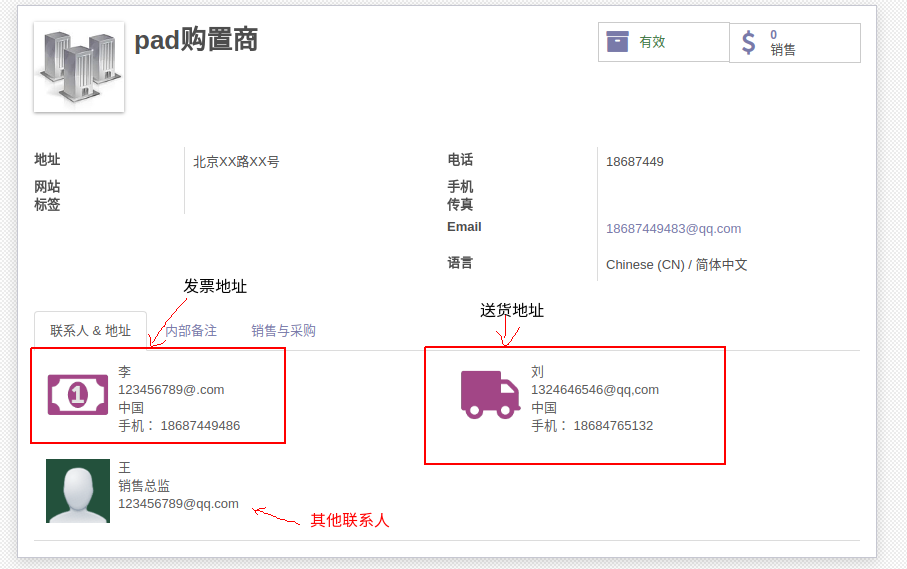 pad购置商
有效
0
销售
地址 北京XX路XX号
电话 18687449
网站
手机
标签
传真
Email 18687449483@qq.com
语言 Chinese (CN) / 简体中文
发票地址
送货地址
联系人 & 地址 内部备注 销售与采购
李
123456789@.com
中国
手机： 18687449486
刘
1324646546@qq,com
中国
手机： 18684765132
王
销售总监
123456789@qq.com
其他联系人